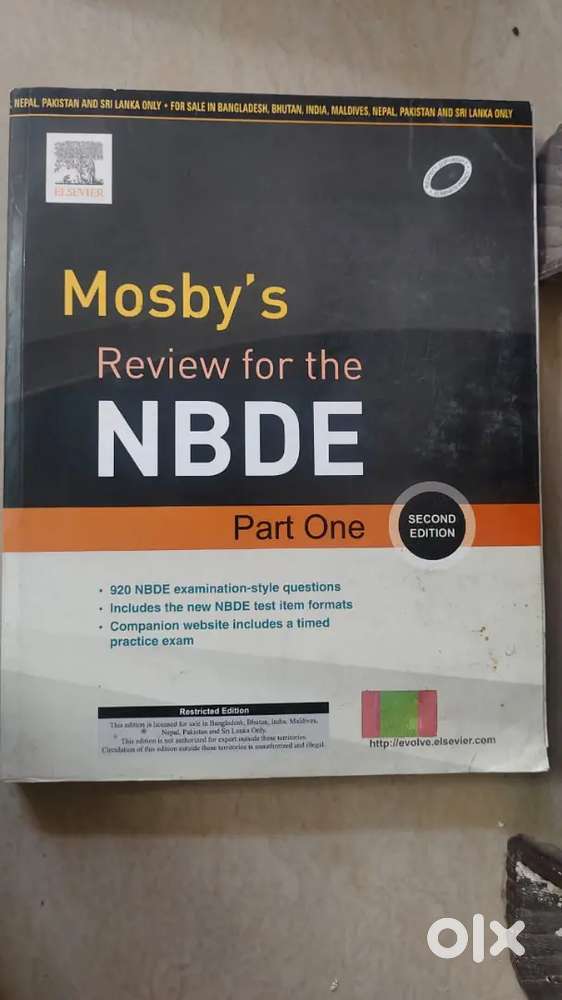 , NEPAL, PAKISTAN AND SRI LANKA ONLY • FOR SALE IN BANGLADESH, BHUTAN, INDIA, MALDIVES, NEPAL, PAKISTAN AND SRI LANKA ONLY
ELSEVIER
Mosby's
Review for the
NBDE
Part One
SECOND
EDITION
• 920 NBDE examination-style questions
• Includes the new NBDE test item formats
• Companion website includes a timed
practice exam
Restricted Edition
This edition is licensed for sale in Bangladesh, Bhutan, India, Maldives,
Nepal, Pakistan and Sri Lanka Only.
This edition is not authorized for export outside these territories.
Circulation of this edition outside these territories is unauthorized and illegal.
http://evolve.elsevier.com
olx